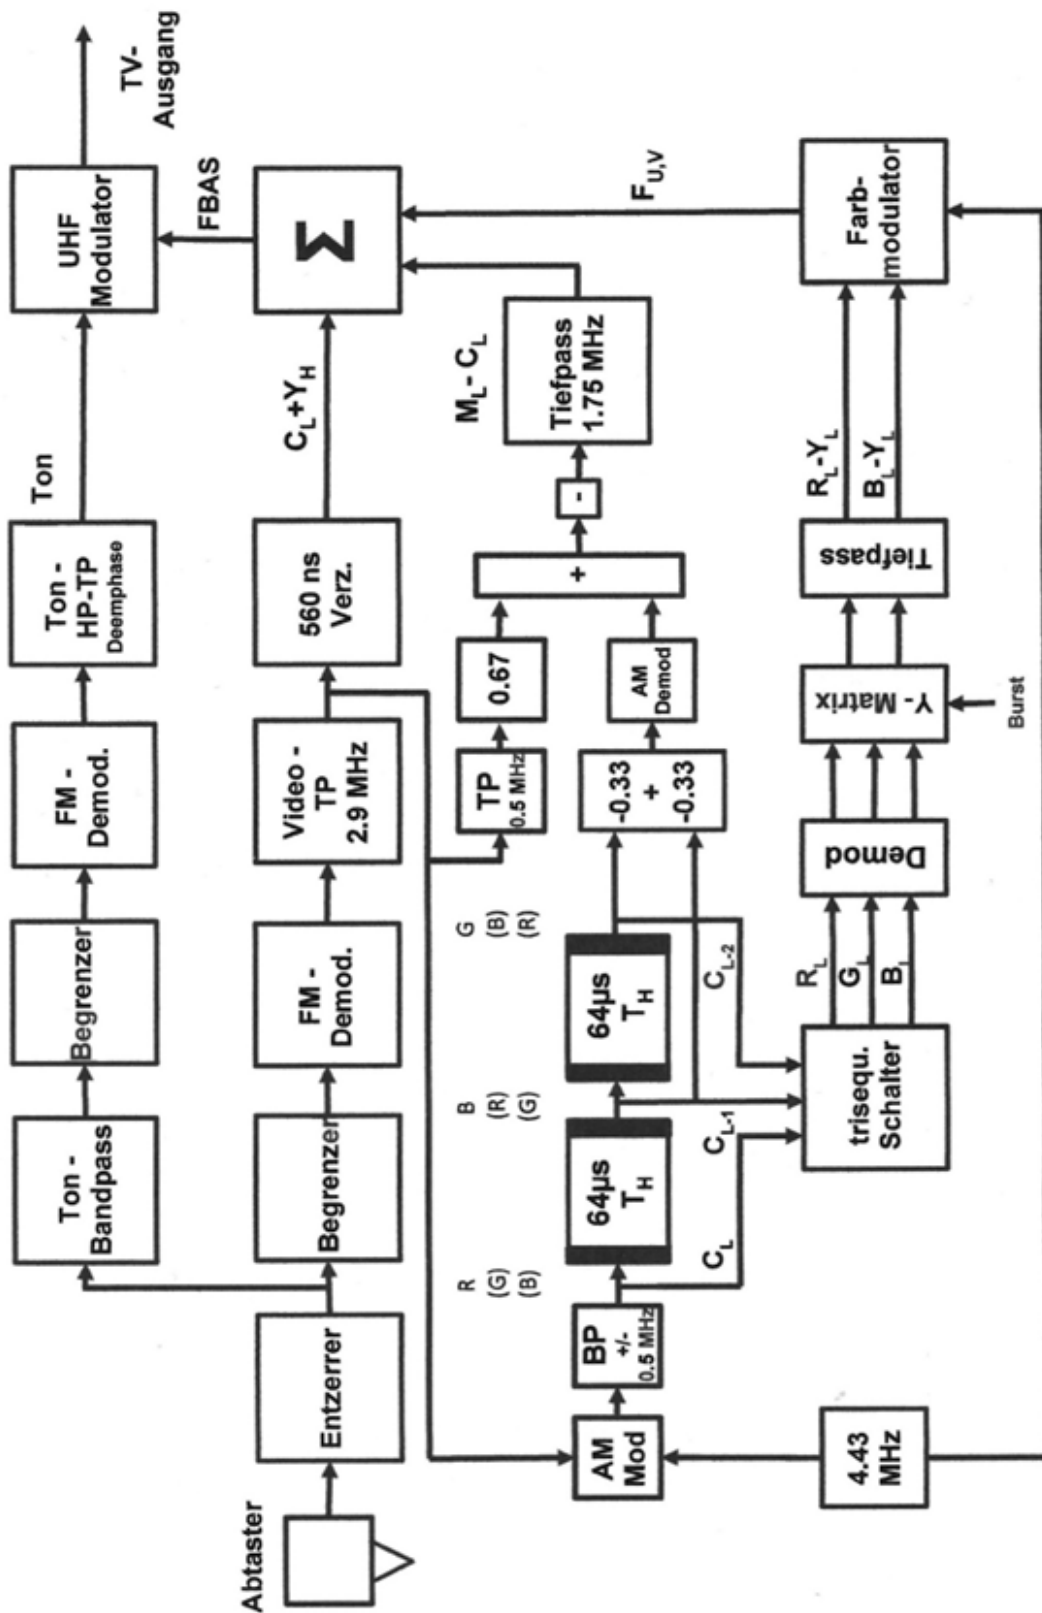 Abtaster
Entzerrer
Ton -
Bandpass
Begrenzer
FM -
Demod.
Ton -
HP-TP
Deemphase
Ton
UHF
Modulator
TV-
Ausgang
Begrenzer
FM -
Demod.
Video -
TP
2.9 MHz
560 ns
Verz.
C_L+Y_H
Σ
FBAS
R
(G)
(B)
B
(R)
(G)
G
(B)
(R)
TP
0.5 MHz
0.67
+
-
M_L- C_L
Tiefpass
1.75 MHz
AM
Mod
BP
+/-
0.5 MHz
64µs
T_H
64µs
T_H
-0.33
+
-0.33
AM
Demod
F_U,V
C_L
C_L-1
C_L-2
4.43
MHz
trisequ.
Schalter
R_L
G_L
B_L
Demod
Y - Matrix
Burst
Tiefpass
R_L-Y_L
B_L-Y_L
Farb-
modulator